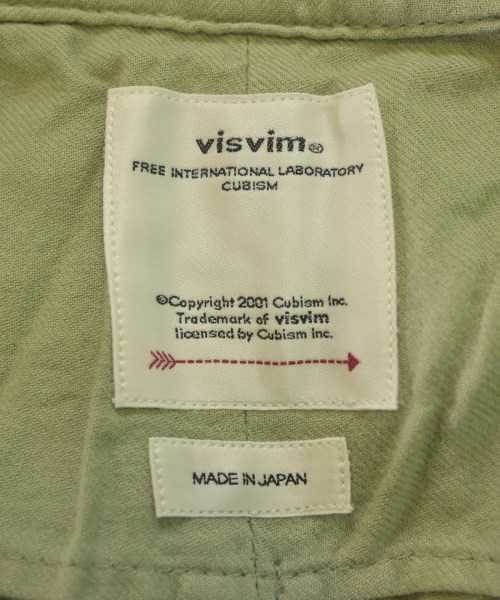 visvim®
FREE INTERNATIONAL LABORATORY
CUBISM
©Copyright 2001 Cubism Inc.
Trademark of visvim
licensed by Cubism Inc.
MADE IN JAPAN